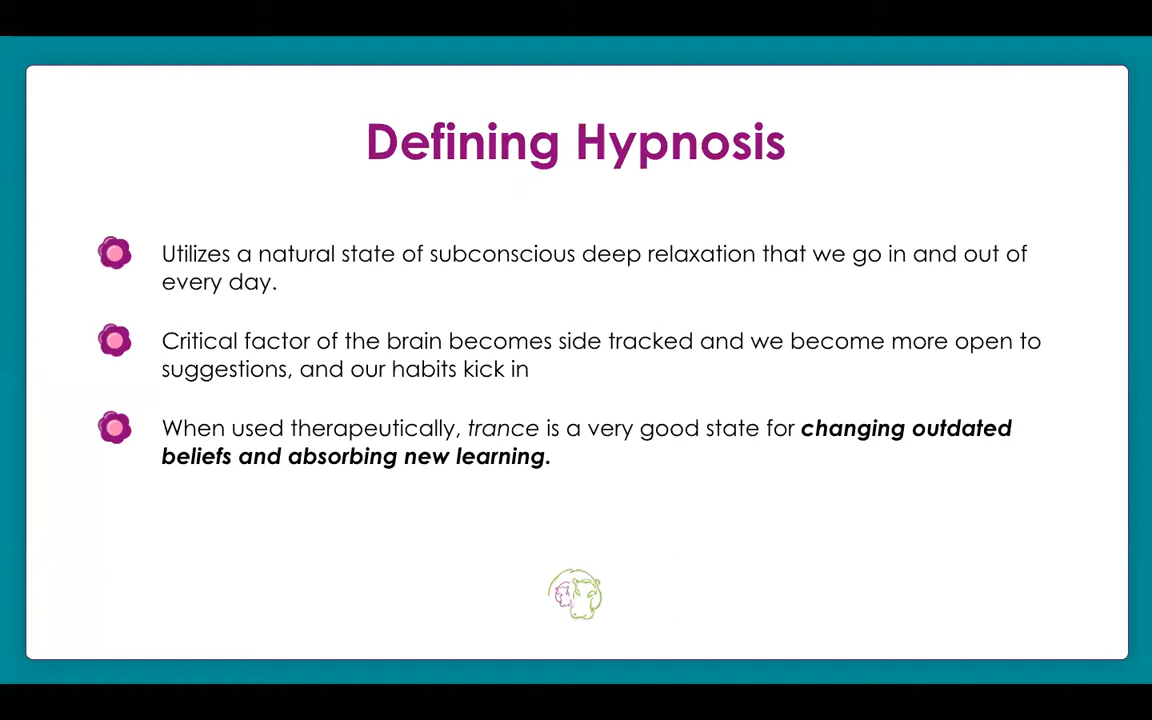 Defining Hypnosis
Utilizes a natural state of subconscious deep relaxation that we go in and out of
every day.
Critical factor of the brain becomes side tracked and we become more open to
suggestions, and our habits kick in
When used therapeutically, trance is a very good state for changing outdated
beliefs and absorbing new learning.